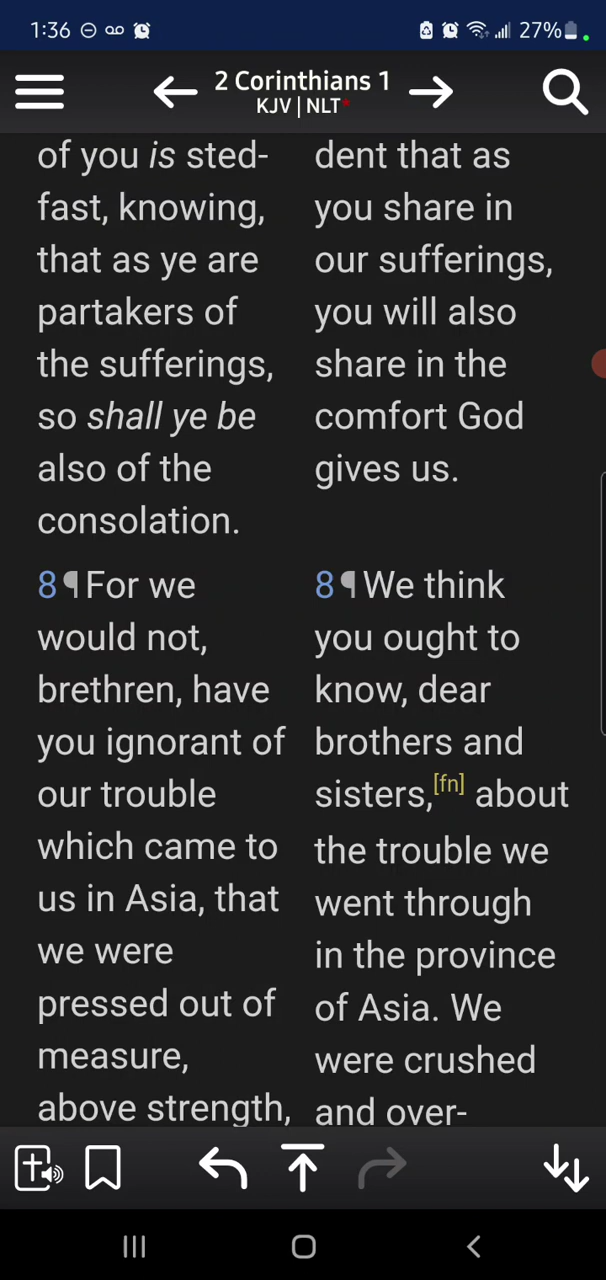 1:36
27%
2 Corinthians 1
KJV | NLT*
of you is sted-
fast, knowing,
that as ye are
partakers of
the sufferings,
so shall ye be
also of the
consolation.
8 ¶ For we
would not,
brethren, have
you ignorant of
our trouble
which came to
us in Asia, that
we were
pressed out of
measure,
above strength,
dent that as
you share in
our sufferings,
you will also
share in the
comfort God
gives us.
8 ¶ We think
you ought to
know, dear
brothers and
sisters,[fn] about
the trouble we
went through
in the province
of Asia. We
were crushed
and over-